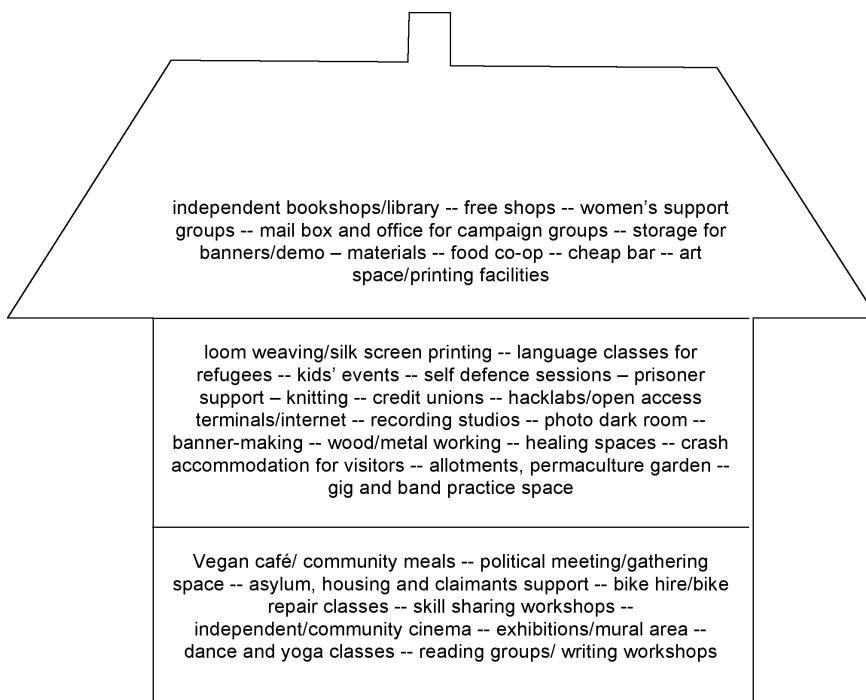 independent bookshops/library -- free shops -- women’s support
groups -- mail box and office for campaign groups -- storage for
banners/demo – materials -- food co-op -- cheap bar -- art
space/printing facilities
loom weaving/silk screen printing -- language classes for
refugees -- kids’ events -- self defence sessions – prisoner
support – knitting -- credit unions -- hacklabs/open access
terminals/internet -- recording studios -- photo dark room --
banner-making -- wood/metal working -- healing spaces -- crash
accommodation for visitors -- allotments, permaculture garden --
gig and band practice space
Vegan café/ community meals -- political meeting/gathering
space -- asylum, housing and claimants support -- bike hire/bike
repair classes -- skill sharing workshops --
independent/community cinema -- exhibitions/mural area --
dance and yoga classes -- reading groups/ writing workshops